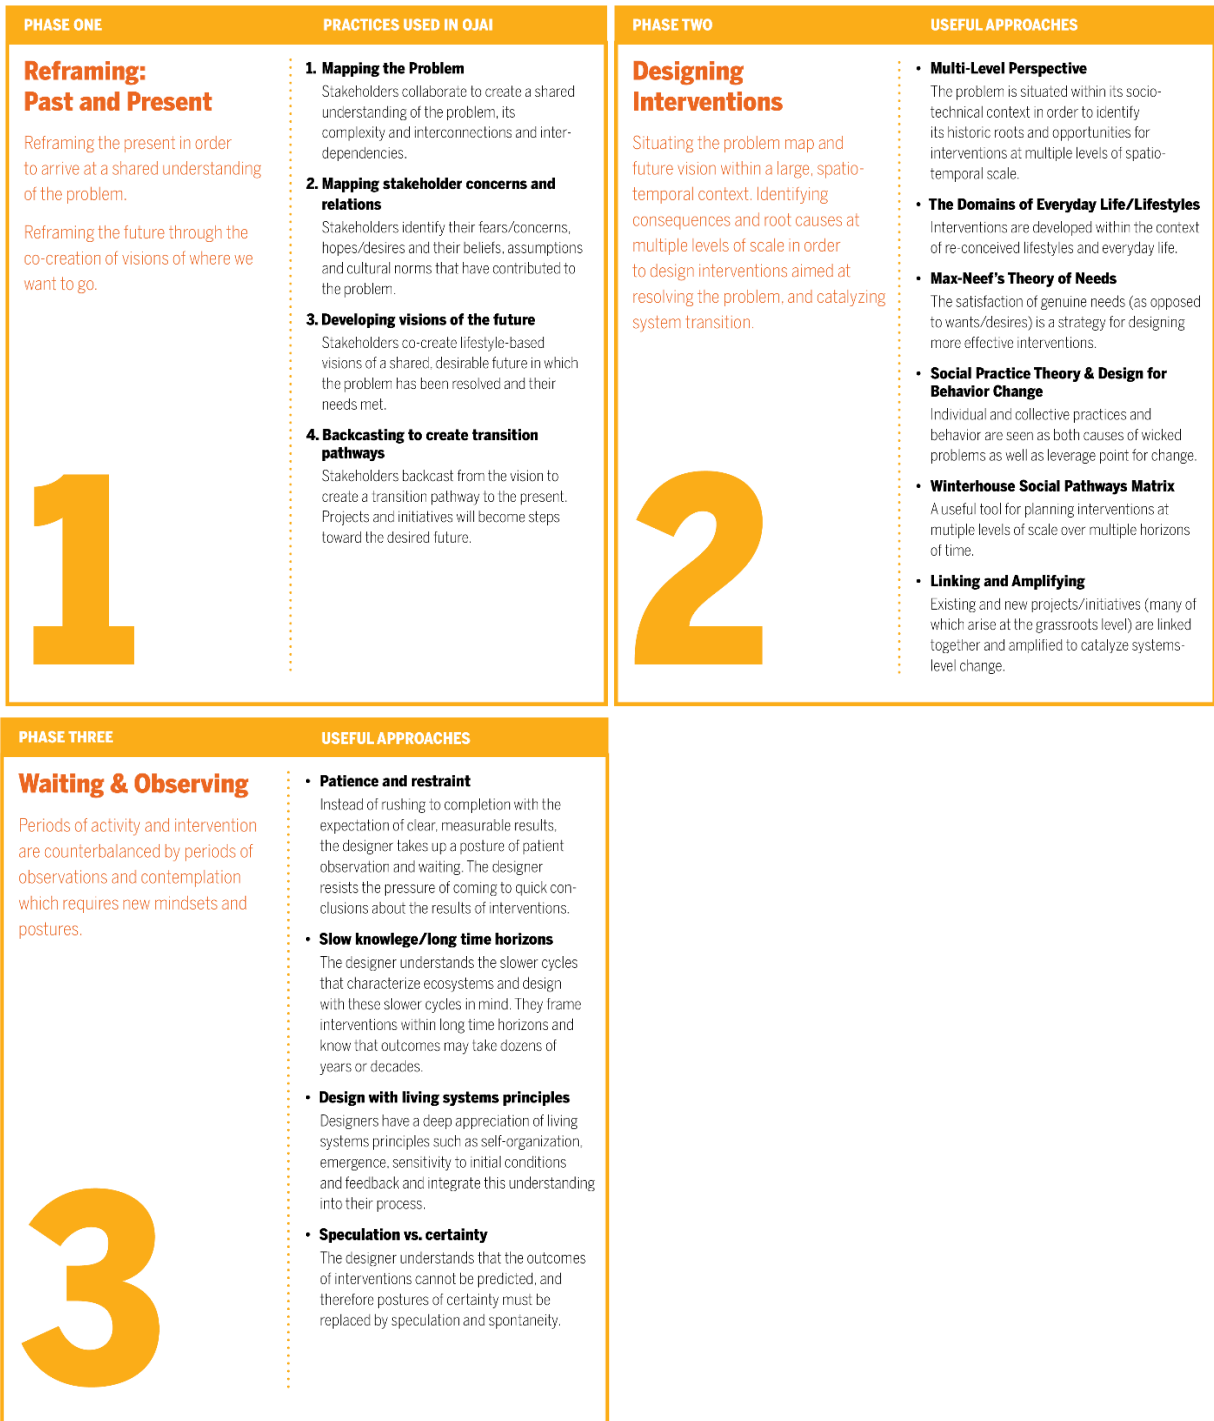 PHASE ONE
PRACTICES USED IN OJAI
Reframing:
Past and Present
Reframing the present in order
to arrive at a shared understanding
of the problem.
Reframing the future through the
co-creation of visions of where we
want to go.
1
1. Mapping the Problem
Stakeholders collaborate to create a shared
understanding of the problem, its
complexity and interconnections and inter-
dependencies.
2. Mapping stakeholder concerns and
relations
Stakeholders identify their fears/concerns,
hopes/desires and their beliefs, assumptions
and cultural norms that have contributed to
the problem.
3. Developing visions of the future
Stakeholders co-create lifestyle-based
visions of a shared, desirable future in which
the problem has been resolved and their
needs met.
4. Backcasting to create transition
pathways
Stakeholders backcast from the vision to
create a transition pathway to the present.
Projects and initiatives will become steps
toward the desired future.
PHASE TWO
USEFUL APPROACHES
Designing
Interventions
Situating the problem map and
future vision within a large, spatio-
temporal context. Identifying
consequences and root causes at
multiple levels of scale in order
to design interventions aimed at
resolving the problem, and catalyzing
system transition.
2
• Multi-Level Perspective
The problem is situated within its socio-
technical context in order to identify
its historic roots and opportunities for
interventions at multiple levels of spatio-
temporal scale.
• The Domains of Everyday Life/Lifestyles
Interventions are developed within the context
of re-conceived lifestyles and everyday life.
• Max-Neef's Theory of Needs
The satisfaction of genuine needs (as opposed
to wants/desires) is a strategy for designing
more effective interventions.
• Social Practice Theory & Design for
Behavior Change
Individual and collective practices and
behavior are seen as both causes of wicked
problems as well as leverage point for change.
• Winterhouse Social Pathways Matrix
A useful tool for planning interventions at
mutiple levels of scale over multiple horizons
of time.
• Linking and Amplifying
Existing and new projects/initiatives (many of
which arise at the grassroots level) are linked
together and amplified to catalyze systems-
level change.
PHASE THREE
USEFUL APPROACHES
Waiting & Observing
Periods of activity and intervention
are counterbalanced by periods of
observations and contemplation
which requires new mindsets and
postures.
3
• Patience and restraint
Instead of rushing to completion with the
expectation of clear, measurable results,
the designer takes up a posture of patient
observation and waiting. The designer
resists the pressure of coming to quick con-
clusions about the results of interventions.
• Slow knowlege/long time horizons
The designer understands the slower cycles
that characterize ecosystems and design
with these slower cycles in mind. They frame
interventions within long time horizons and
know that outcomes may take dozens of
years or decades.
• Design with living systems principles
Designers have a deep appreciation of living
systems principles such as self-organization,
emergence, sensitivity to initial conditions
and feedback and integrate this understanding
into their process.
• Speculation vs. certainty
The designer understands that the outcomes
of interventions cannot be predicted, and
therefore postures of certainty must be
replaced by speculation and spontaneity.